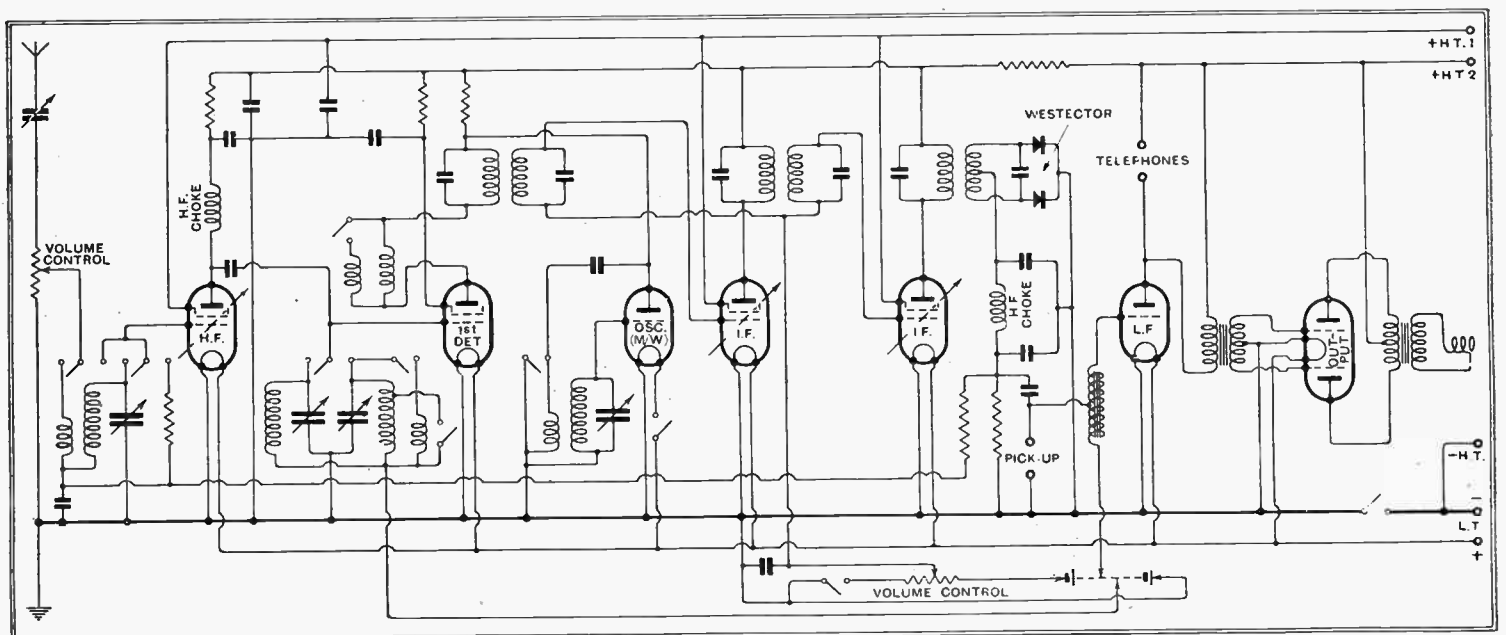 +H.T.1
+H.T 2
WESTECTOR
TELEPHONES
H.F.
CHOKE
VOLUME
CONTROL
H.F.
1ST
DET
OSC.
(M/W)
I.F.
I.F.
H F
CHOKE
L.F
OUT-
PUT
PICK-UP
-H.T.
-
L.T
+
VOLUME CONTROL